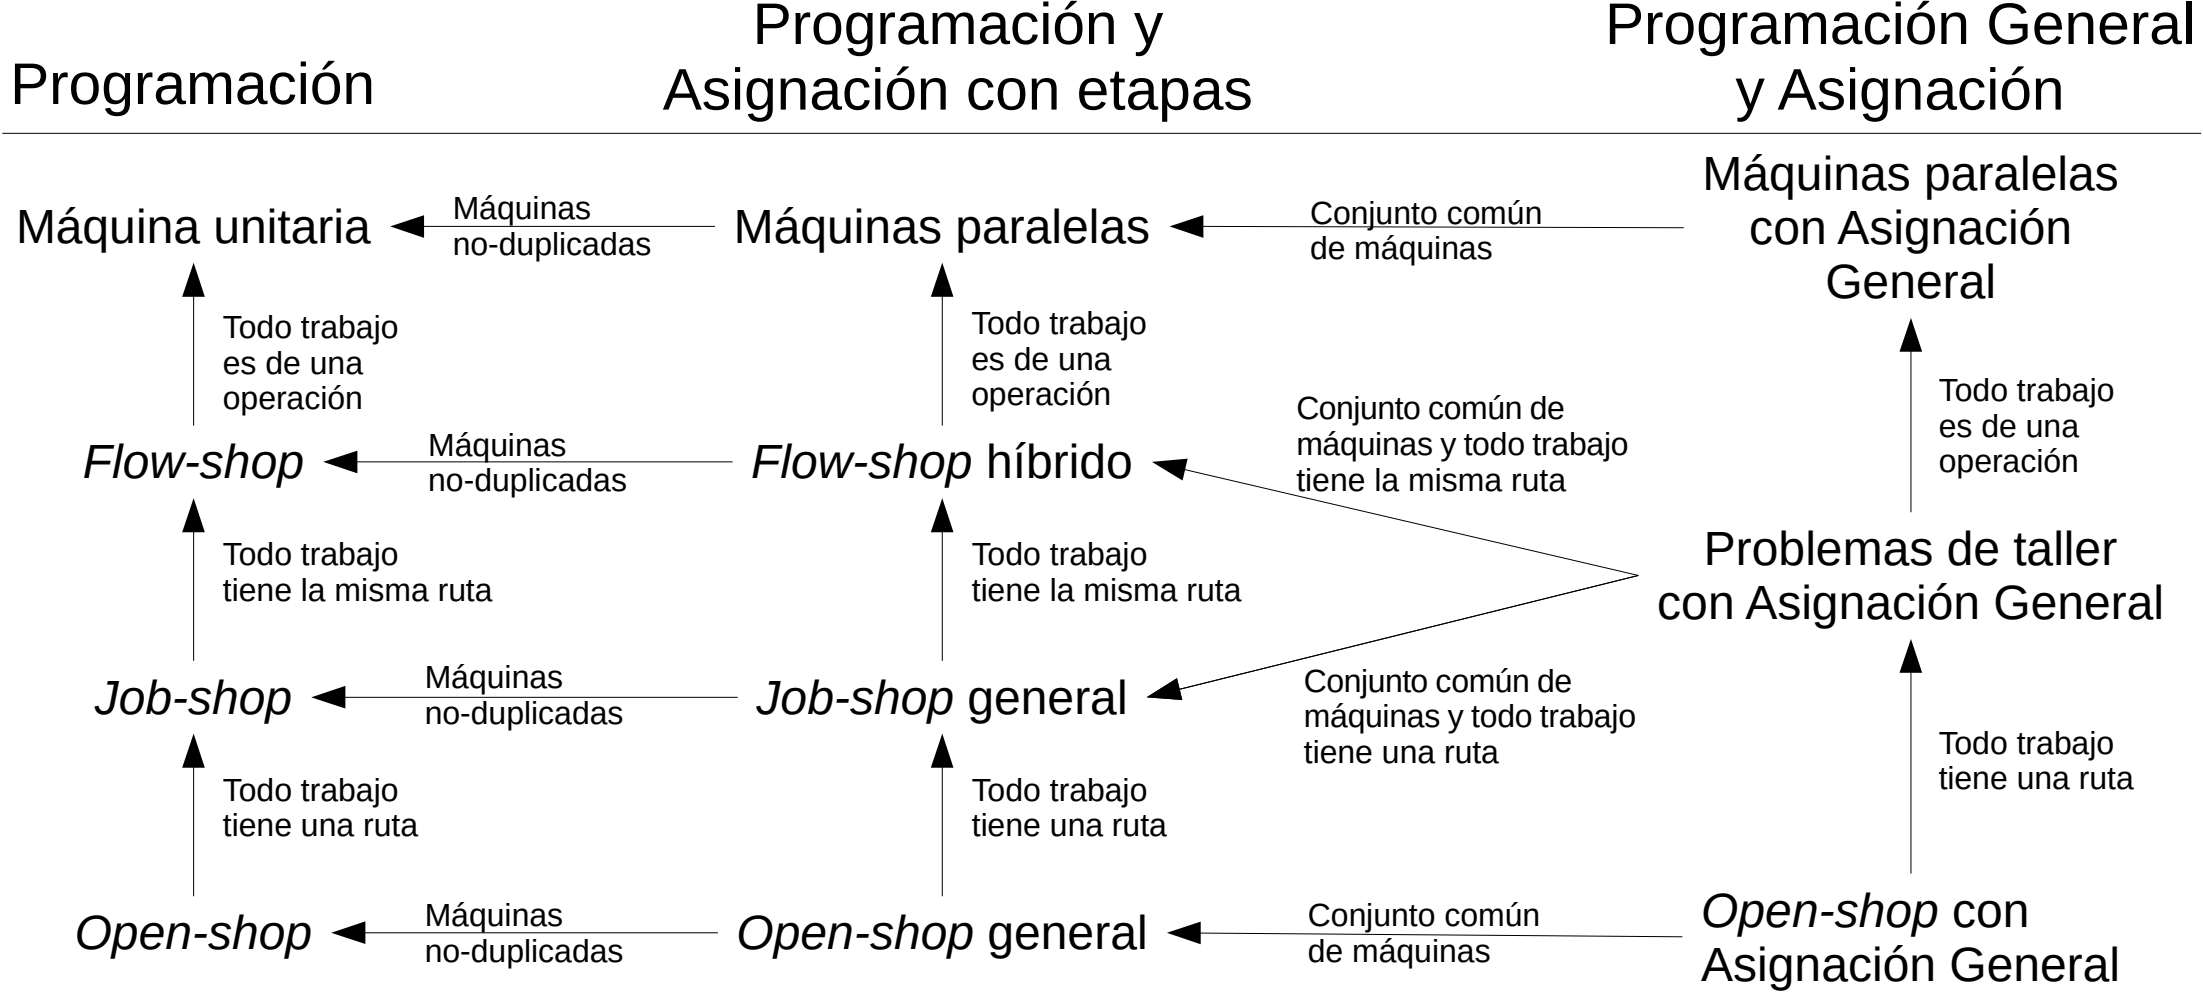 Programación
Programación y
Asignación con etapas
Programación General
y Asignación
Máquina unitaria
Máquinas
no-duplicadas
Máquinas paralelas
Conjunto común
de máquinas
Máquinas paralelas
con Asignación
General
Todo trabajo
es de una
operación
Todo trabajo
es de una
operación
Todo trabajo
es de una
operación
Flow-shop
Máquinas
no-duplicadas
Flow-shop híbrido
Conjunto común de
máquinas y todo trabajo
tiene la misma ruta
Problemas de taller
con Asignación General
Todo trabajo
tiene la misma ruta
Todo trabajo
tiene la misma ruta
Job-shop
Máquinas
no-duplicadas
Job-shop general
Conjunto común de
máquinas y todo trabajo
tiene una ruta
Todo trabajo
tiene una ruta
Todo trabajo
tiene una ruta
Todo trabajo
tiene una ruta
Open-shop
Máquinas
no-duplicadas
Open-shop general
Conjunto común
de máquinas
Open-shop con
Asignación General